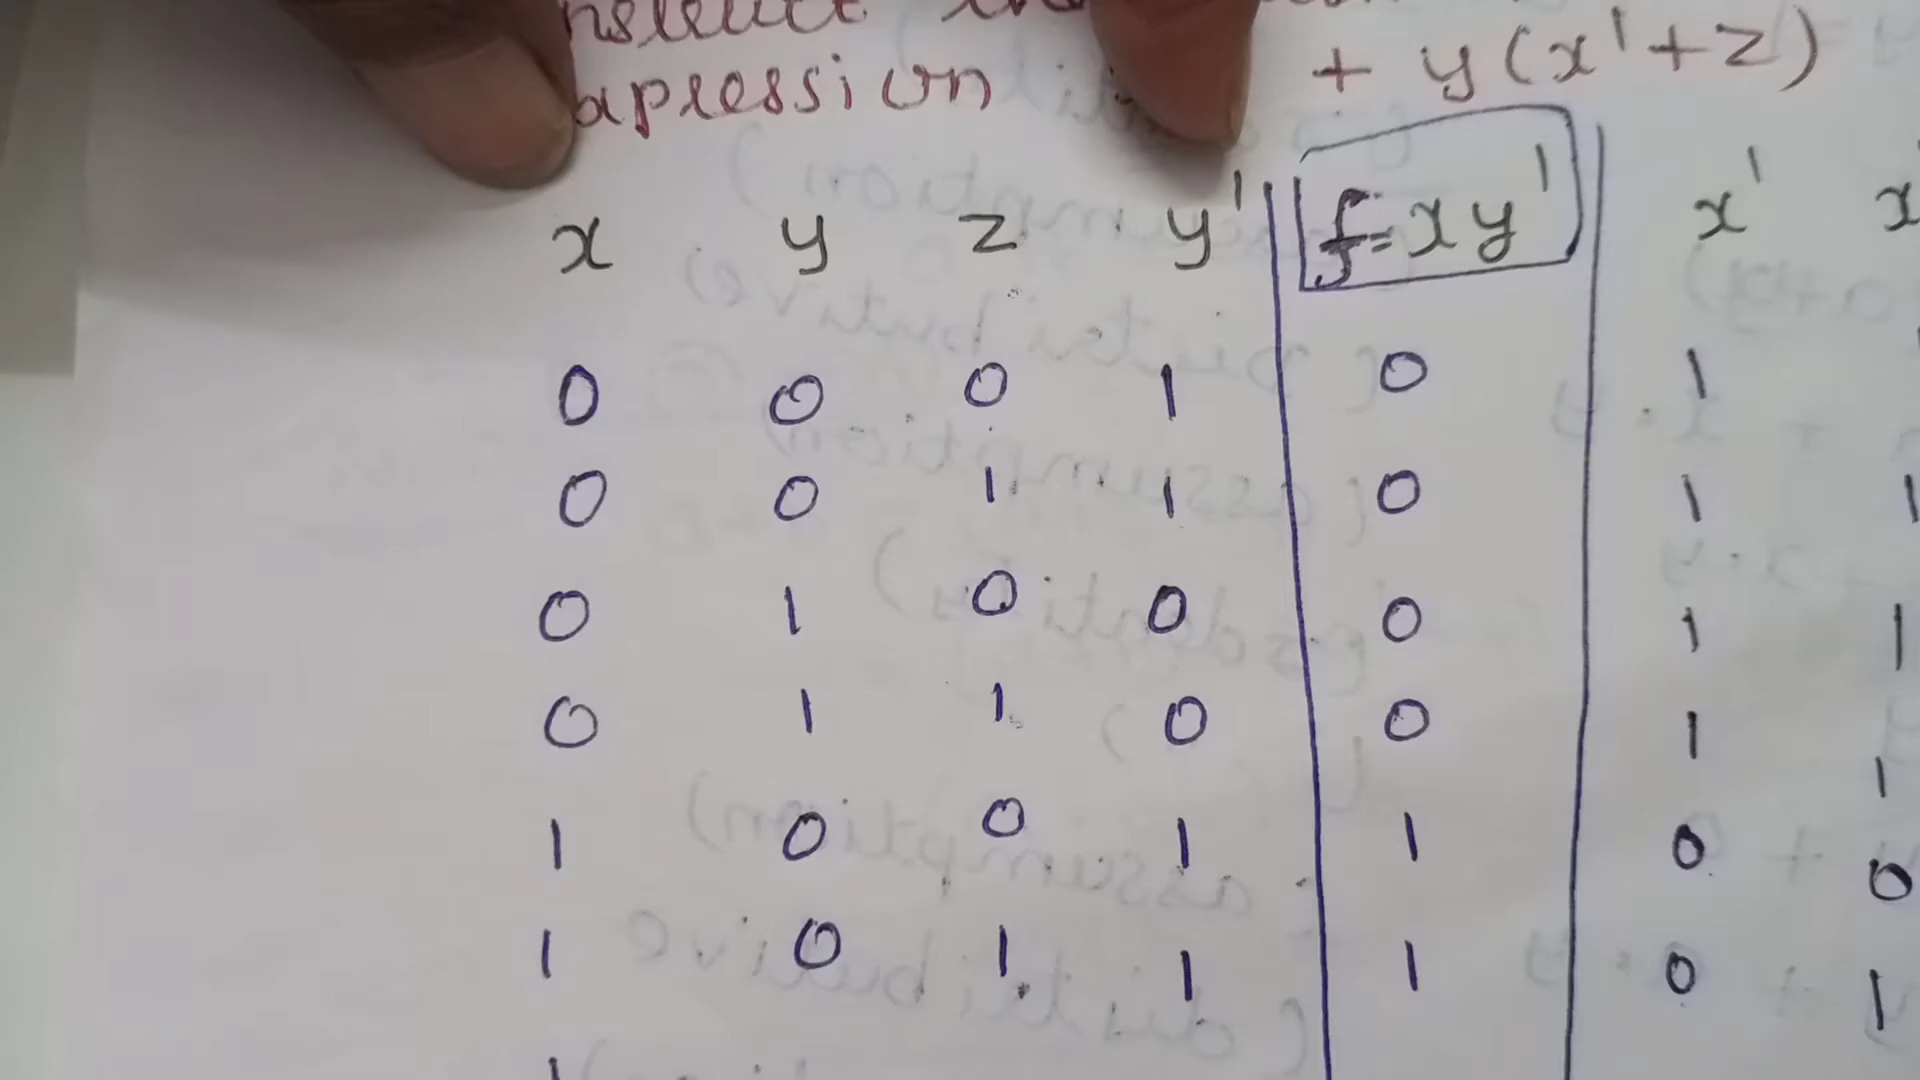 apression + y(x'+z)
x y z y' f=xy' x' x
0 0 0 1 0 1
0 0 1 1 0 1 1
0 1 0 0 0 1 1
0 1 1 0 0 1 1
1 0 0 1 1 0 0
1 0 1 1 1 0 1